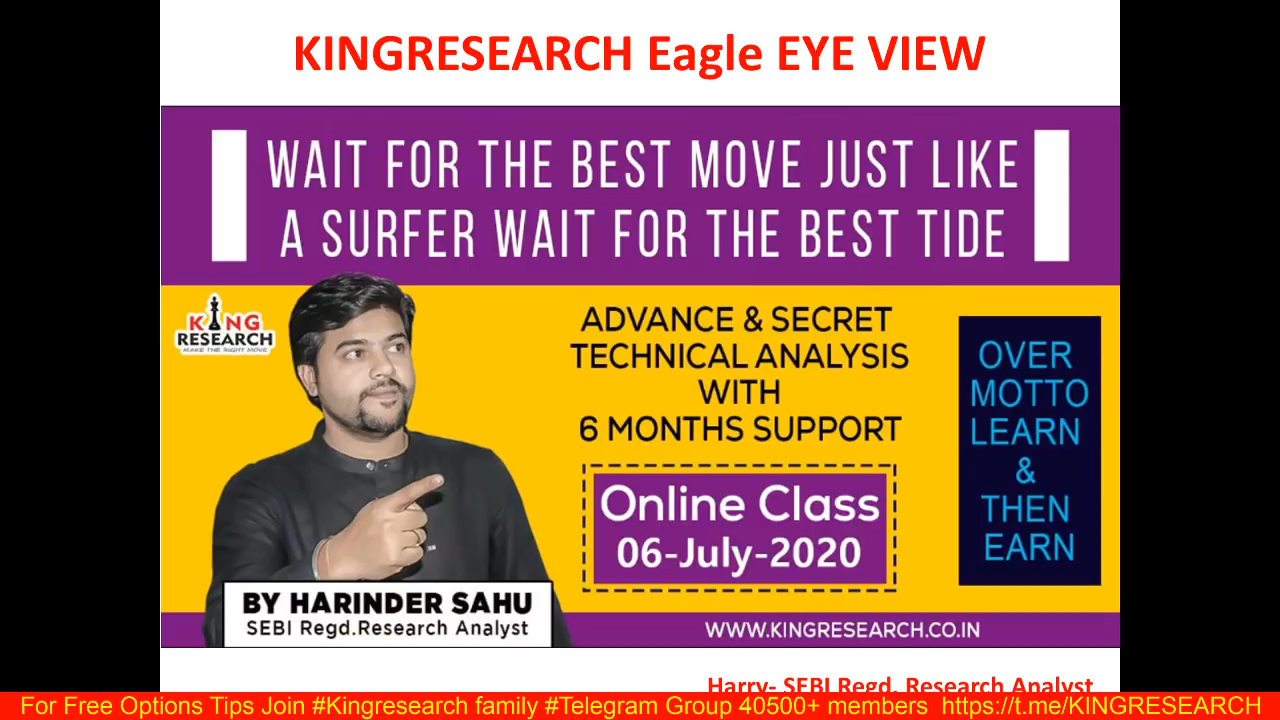 KINGRESEARCH Eagle EYE VIEW
WAIT FOR THE BEST MOVE JUST LIKE
A SURFER WAIT FOR THE BEST TIDE
KING
RESEARCH
MAKE THE RIGHT MOVE
ADVANCE & SECRET
TECHNICAL ANALYSIS
WITH
6 MONTHS SUPPORT
Online Class
06-July-2020
OVER
MOTTO
LEARN
&
THEN
EARN
BY HARINDER SAHU
SEBI Regd.Research Analyst
WWW.KINGRESEARCH.CO.IN
Harry- SEBI Regd. Research Analyst
For Free Options Tips Join #Kingresearch family #Telegram Group 40500+ members https://t.me/KINGRESEARCH